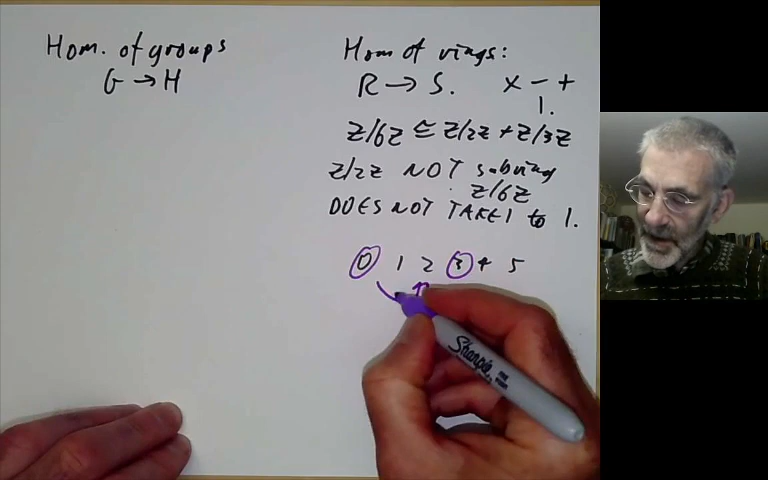 Hom. of groups
G → H
Hom of rings:
R → S. × − +
1.
Z/6Z ≅ Z/2Z + Z/3Z
Z/2Z NOT subring
Z/6Z
DOES NOT TAKE 1 to 1.
0 1 2 3 4 5
Sharpie